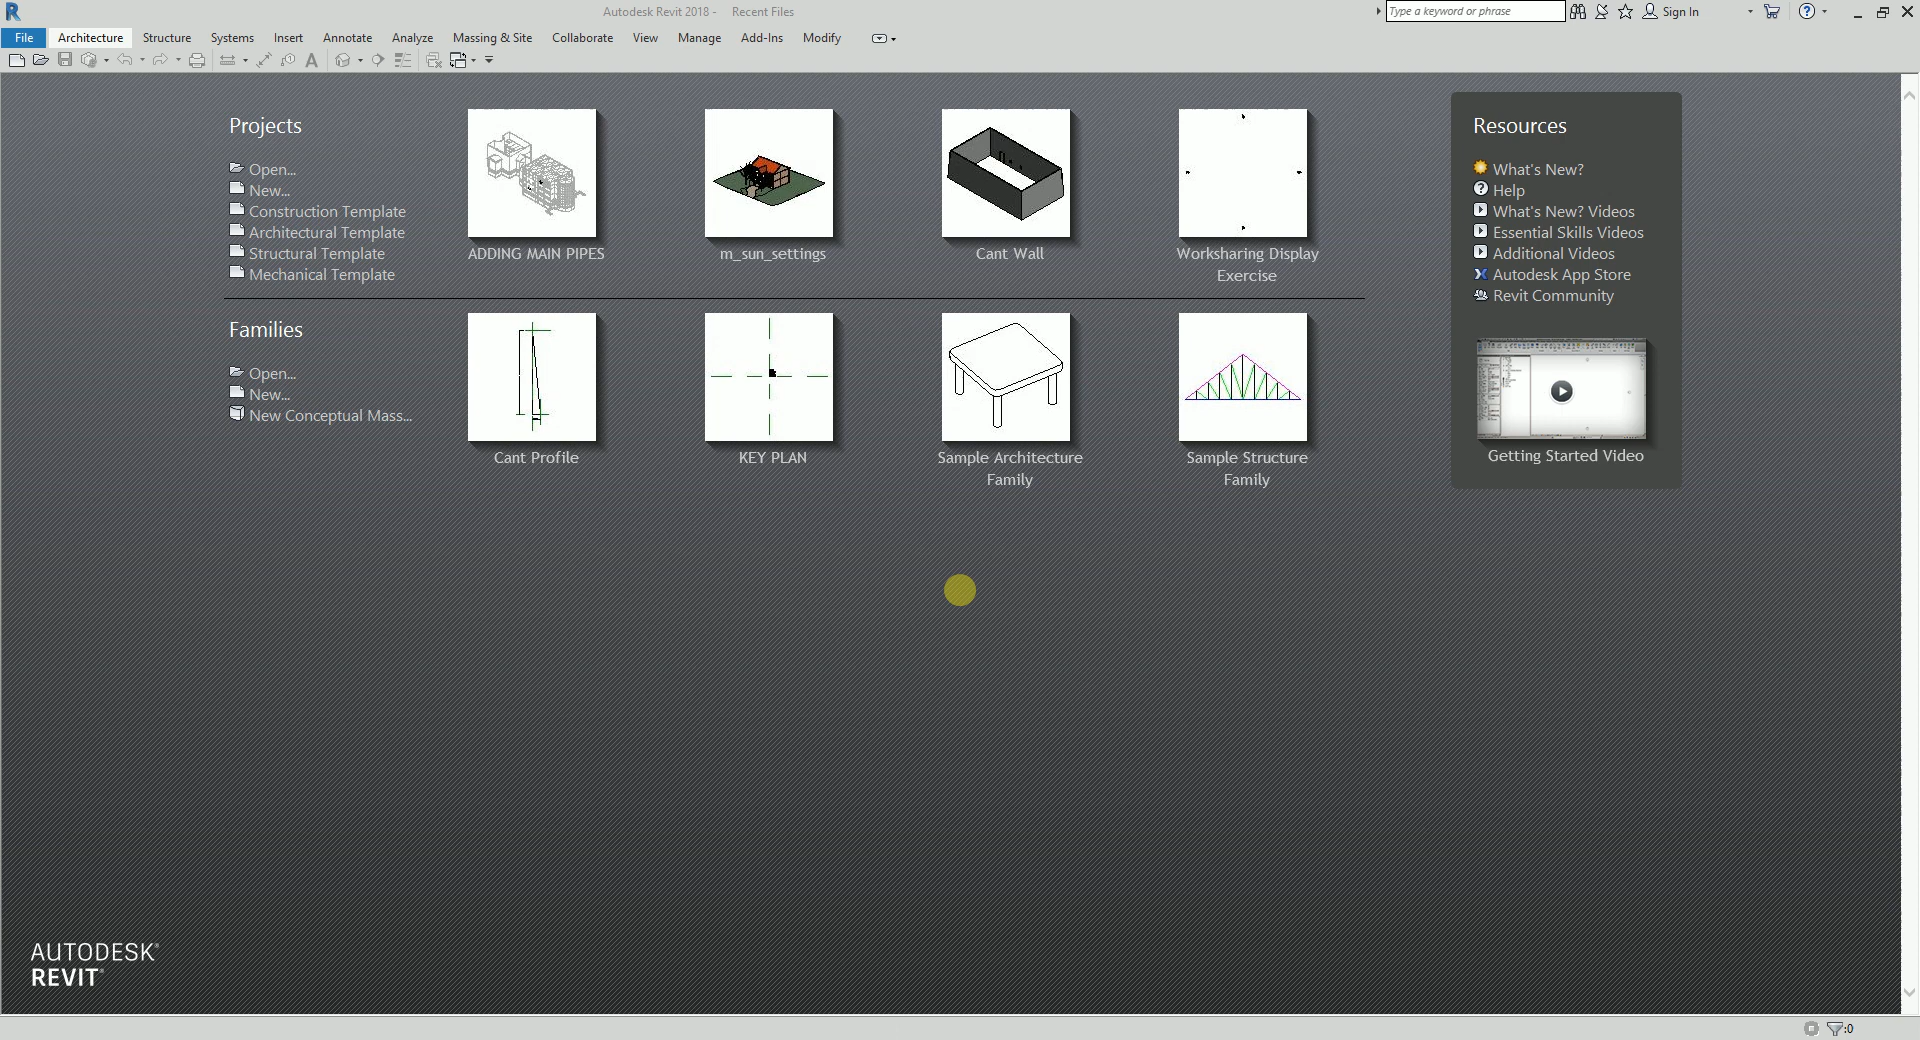 Autodesk Revit 2018 - Recent Files
Type a keyword or phrase
Sign In
File Architecture Structure Systems Insert Annotate Analyze Massing & Site Collaborate View Manage Add-Ins Modify
Projects
Open...
New...
Construction Template
Architectural Template
Structural Template
Mechanical Template
ADDING MAIN PIPES
m_sun_settings
Cant Wall
Worksharing Display
Exercise
Families
Open...
New...
New Conceptual Mass...
Cant Profile
KEY PLAN
Sample Architecture
Family
Sample Structure
Family
Resources
What's New?
Help
What's New? Videos
Essential Skills Videos
Additional Videos
Autodesk App Store
Revit Community
Getting Started Video
AUTODESK®
REVIT®
:0